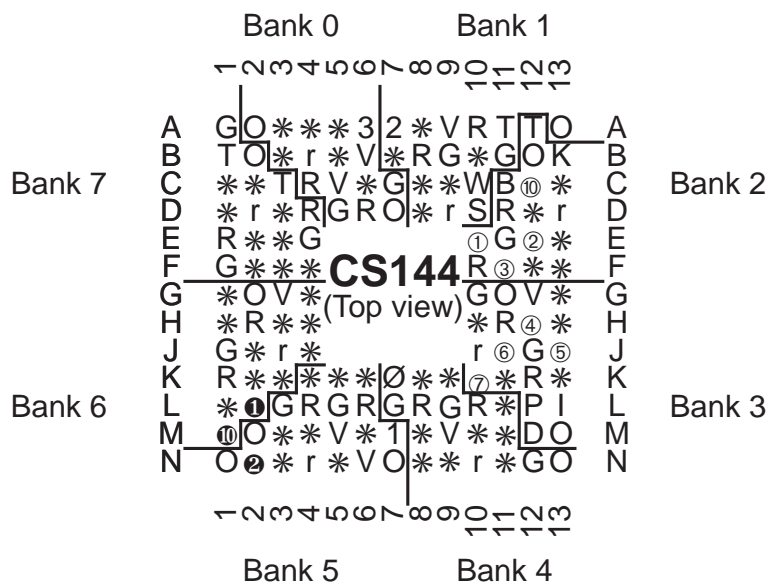 Bank 0 Bank 1
1 2 3 4 5 6 7 8 9 10 11 12 13
A G O * * * 3 2 * V R T T O A
B T O * r * V * R G * G O K B
Bank 7 C * * T R V * G * * W B ⑩ * C Bank 2
D * r * R G R O * r S R * r D
E R * * G ① G ② * E
F G * * * CS144 R ③ * * F
G * O V * (Top view) G O V * G
H * R * * * R ④ * H
J G * r * r ⑥ G ⑤ J
K R * * * * * Ø * * ⑦ * R * K
Bank 6 L * ❶ G R G R G R G R * P I L Bank 3
M ❿ O * * V * 1 * V * * D O M
N O ❷ * r * V O * * r * G O N
1 2 3 4 5 6 7 8 9 10 11 12 13
Bank 5 Bank 4